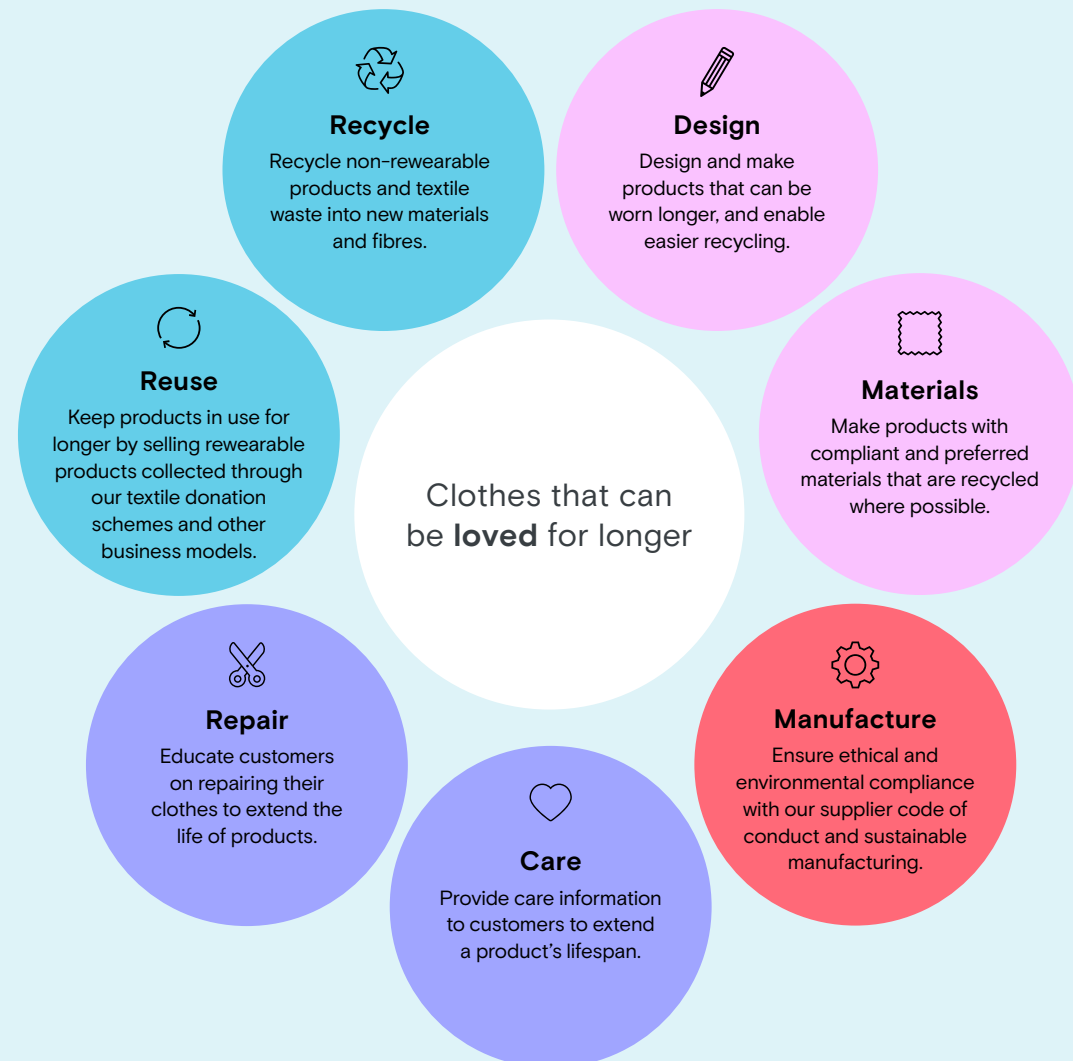 Recycle
Recycle non-rewearable
products and textile
waste into new materials
and fibres.
Design
Design and make
products that can be
worn longer, and enable
easier recycling.
Reuse
Keep products in use for
longer by selling rewearable
products collected through
our textile donation
schemes and other
business models.
Materials
Make products with
compliant and preferred
materials that are recycled
where possible.
Clothes that can
be loved for longer
Repair
Educate customers
on repairing their
clothes to extend the
life of products.
Manufacture
Ensure ethical and
environmental compliance
with our supplier code of
conduct and sustainable
manufacturing.
Care
Provide care information
to customers to extend
a product’s lifespan.